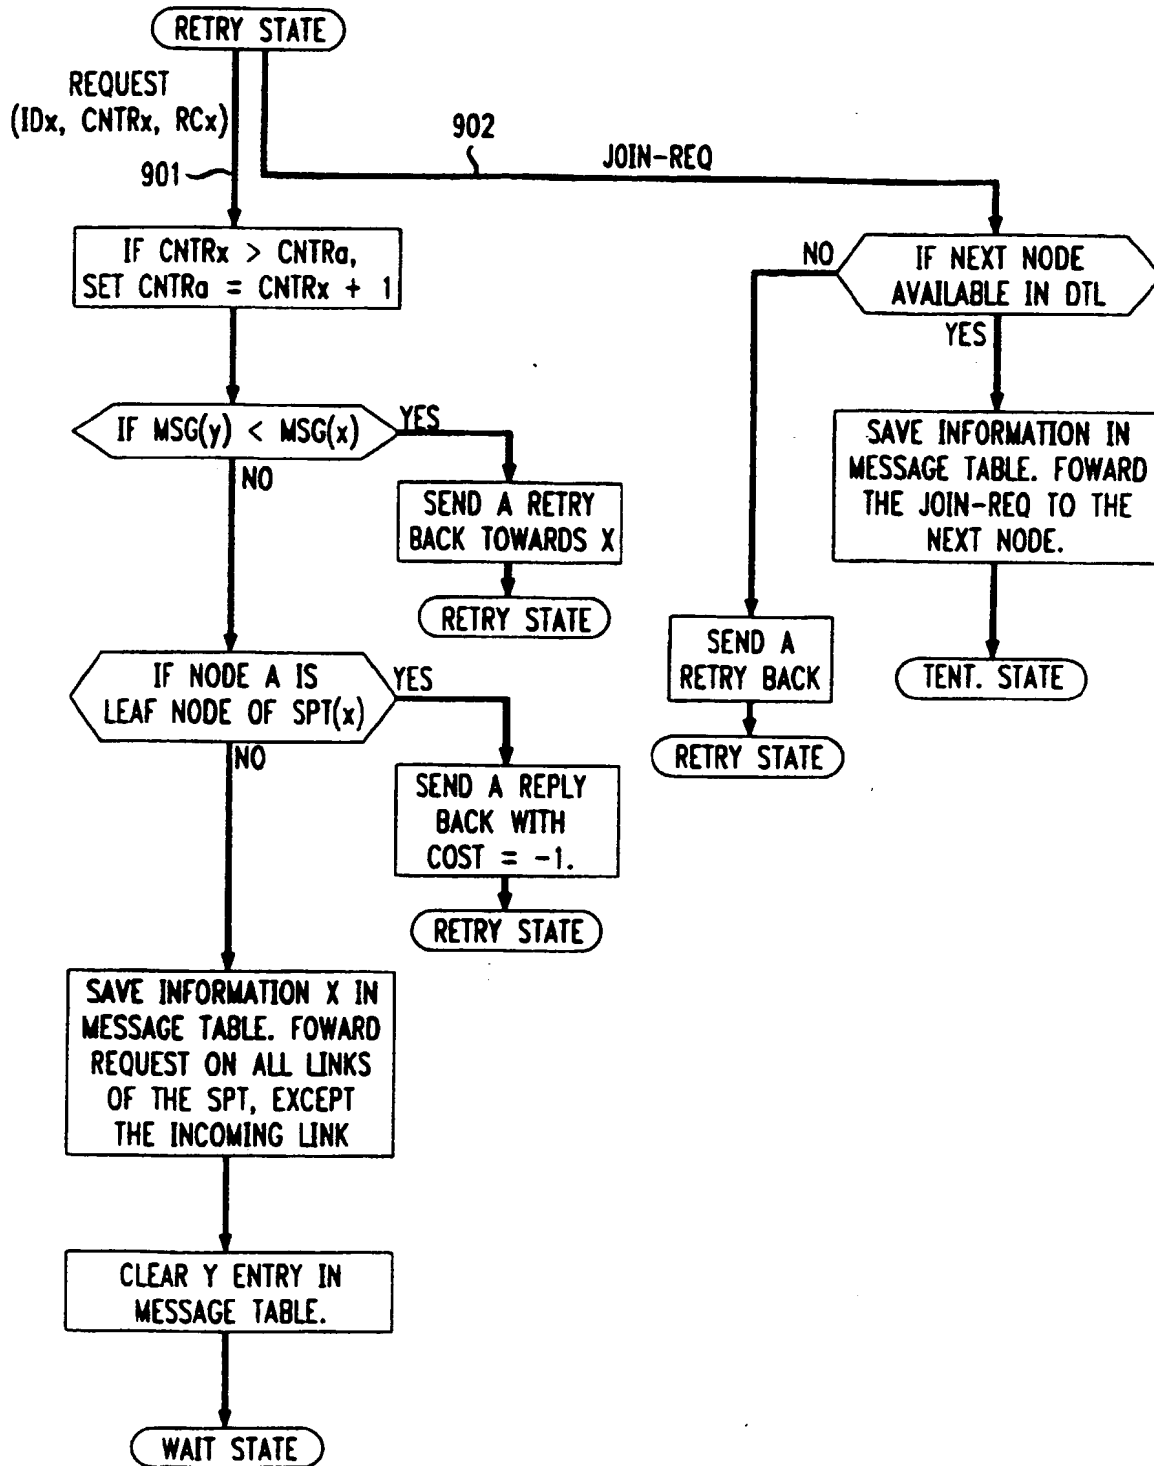 RETRY STATE
REQUEST
(IDx, CNTRx, RCx)
901
902
JOIN-REQ
IF CNTRx > CNTRa,
SET CNTRa = CNTRx + 1
NO
IF NEXT NODE
AVAILABLE IN DTL
YES
IF MSG(y) < MSG(x)
YES
NO
SEND A RETRY
BACK TOWARDS X
RETRY STATE
SAVE INFORMATION IN
MESSAGE TABLE. FOWARD
THE JOIN-REQ TO THE
NEXT NODE.
SEND A
RETRY BACK
RETRY STATE
TENT. STATE
IF NODE A IS
LEAF NODE OF SPT(x)
YES
NO
SEND A REPLY
BACK WITH
COST = -1.
RETRY STATE
SAVE INFORMATION X IN
MESSAGE TABLE. FOWARD
REQUEST ON ALL LINKS
OF THE SPT, EXCEPT
THE INCOMING LINK
CLEAR Y ENTRY IN
MESSAGE TABLE.
WAIT STATE